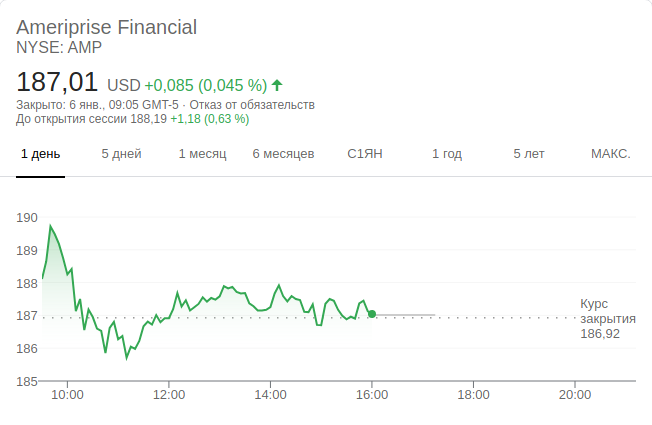 Ameriprise Financial
NYSE: AMP
187,01 USD +0,085 (0,045 %)
Закрыто: 6 янв., 09:05 GMT-5 · Отказ от обязательств
До открытия сессии 188,19 +1,18 (0,63 %)
1 день 5 дней 1 месяц 6 месяцев С1ЯН 1 год 5 лет МАКС.
190
189
188
187
186
185
Курс
закрытия
186,92
10:00 12:00 14:00 16:00 18:00 20:00